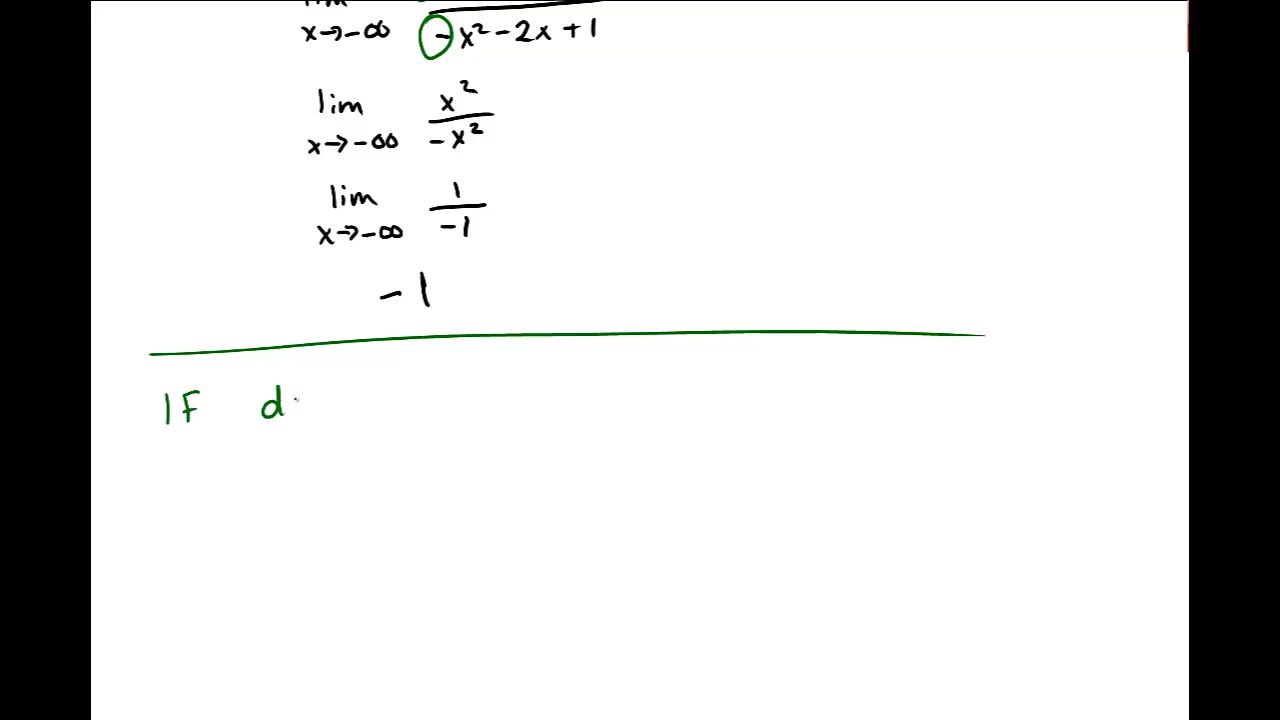 lim
x→-∞ -x²-2x+1
lim x²
x→-∞ -x²
lim 1
x→-∞ -1
-1
IF d